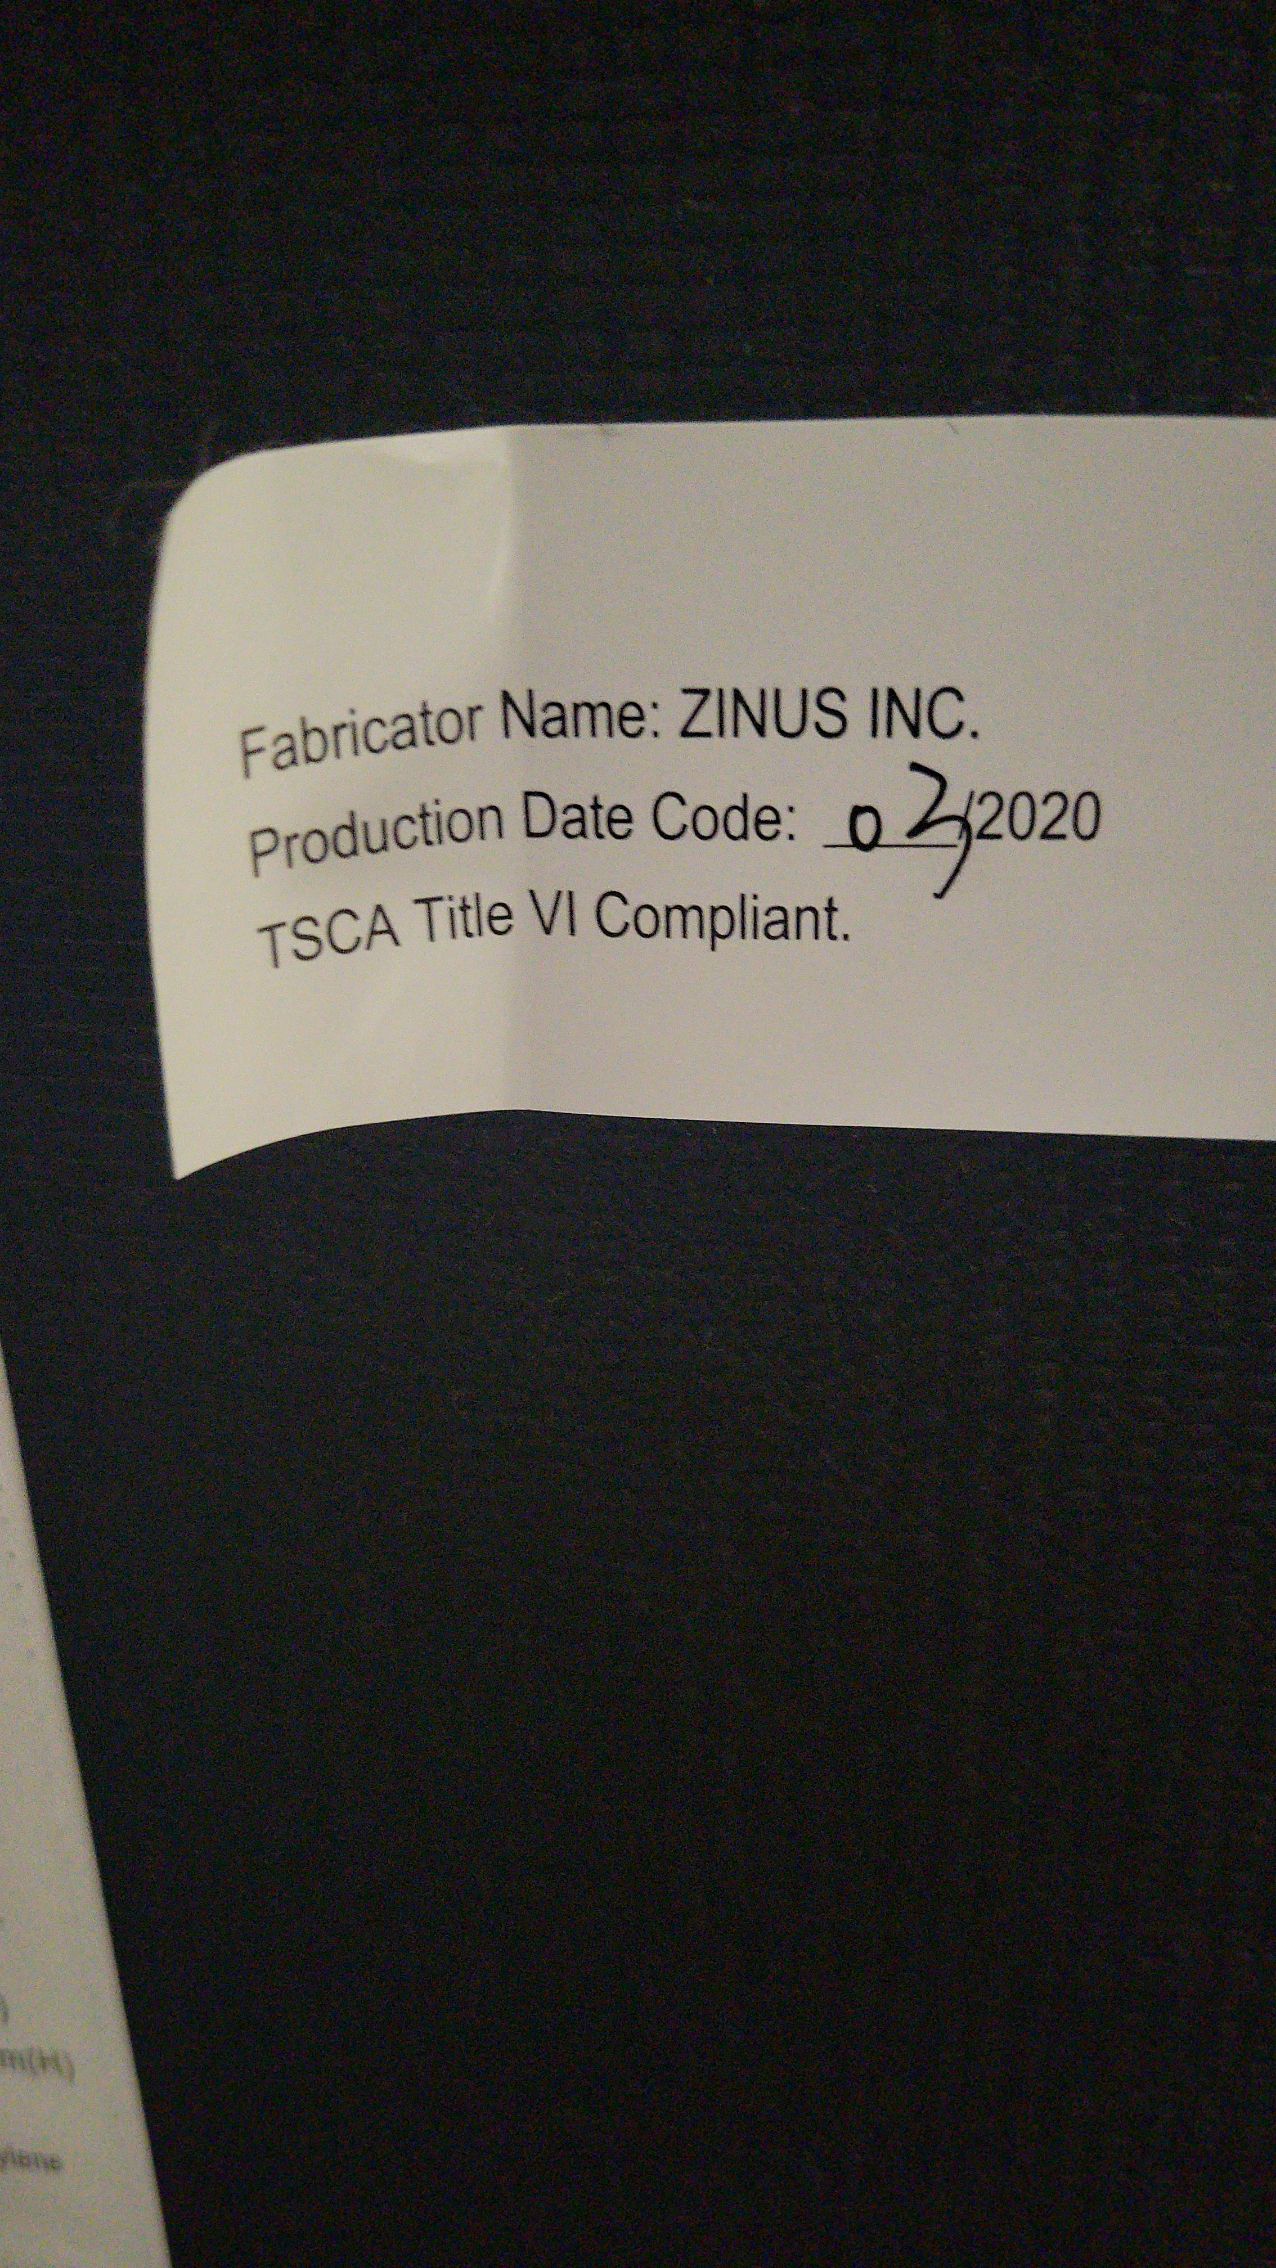 Fabricator Name: ZINUS INC.
Production Date Code: 03/2020
TSCA Title VI Compliant.
m(H)